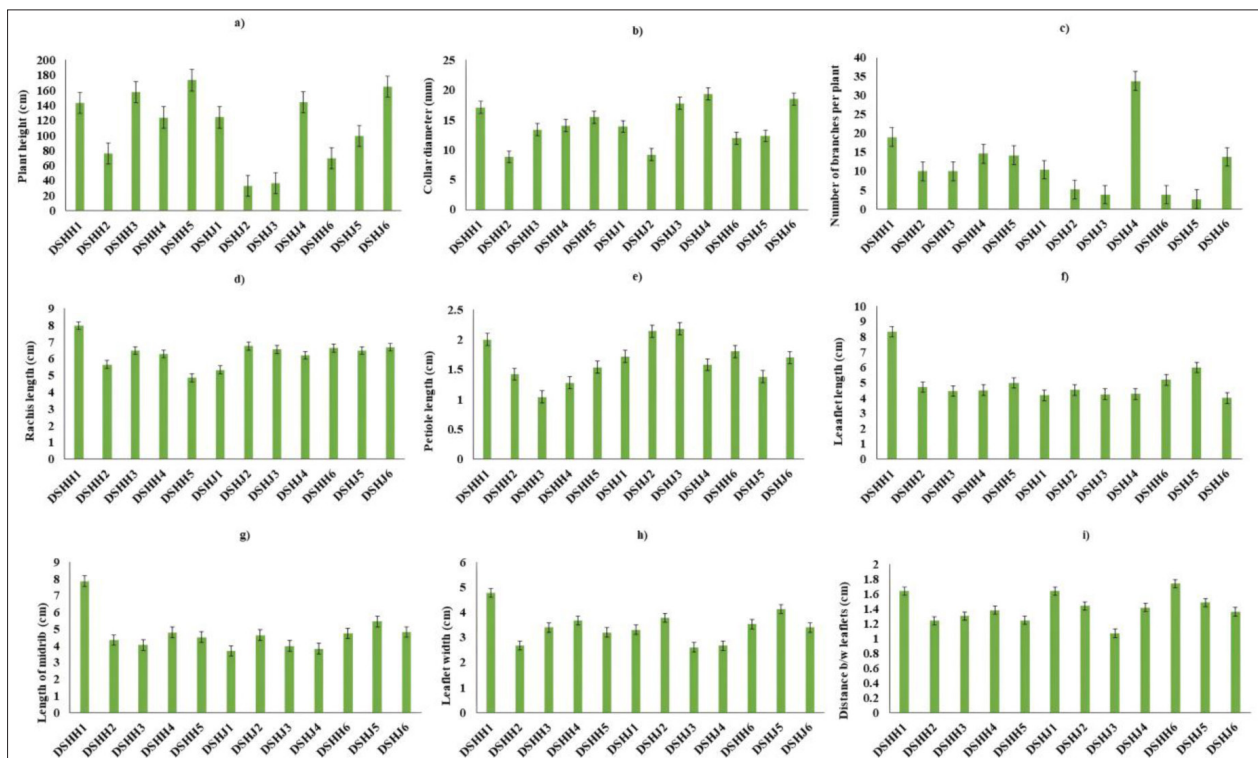 a)
Plant height (cm)
200
180
160
140
120
100
80
60
40
20
0
DSHH1
DSHH2
DSHH3
DSHH4
DSHH5
DSHJ1
DSHJ2
DSHJ3
DSHJ4
DSHH6
DSHJ5
DSHJ6
b)
Collar diameter (mm)
25
20
15
10
5
0
DSHH1
DSHH2
DSHH3
DSHH4
DSHH5
DSHJ1
DSHJ2
DSHJ3
DSHJ4
DSHH6
DSHJ5
DSHJ6
c)
Number of branches per plant
40
35
30
25
20
15
10
5
0
DSHH1
DSHH2
DSHH3
DSHH4
DSHH5
DSHJ1
DSHJ2
DSHJ3
DSHJ4
DSHH6
DSHJ5
DSHJ6
d)
Rachis length (cm)
9
8
7
6
5
4
3
2
1
0
DSHH1
DSHH2
DSHH3
DSHH4
DSHH5
DSHJ1
DSHJ2
DSHJ3
DSHJ4
DSHH6
DSHJ5
DSHJ6
e)
Petiole length (cm)
2.5
2
1.5
1
0.5
0
DSHH1
DSHH2
DSHH3
DSHH4
DSHH5
DSHJ1
DSHJ2
DSHJ3
DSHJ4
DSHH6
DSHJ5
DSHJ6
f)
Leaaflet length (cm)
10
9
8
7
6
5
4
3
2
1
0
DSHH1
DSHH2
DSHH3
DSHH4
DSHH5
DSHJ1
DSHJ2
DSHJ3
DSHJ4
DSHH6
DSHJ5
DSHJ6
g)
Length of midrib (cm)
9
8
7
6
5
4
3
2
1
0
DSHH1
DSHH2
DSHH3
DSHH4
DSHH5
DSHJ1
DSHJ2
DSHJ3
DSHJ4
DSHH6
DSHJ5
DSHJ6
h)
Leaflet width (cm)
6
5
4
3
2
1
0
DSHH1
DSHH2
DSHH3
DSHH4
DSHH5
DSHJ1
DSHJ2
DSHJ3
DSHJ4
DSHH6
DSHJ5
DSHJ6
i)
Distance b/w leaflets (cm)
2
1.8
1.6
1.4
1.2
1
0.8
0.6
0.4
0.2
0
DSHH1
DSHH2
DSHH3
DSHH4
DSHH5
DSHJ1
DSHJ2
DSHJ3
DSHJ4
DSHH6
DSHJ5
DSHJ6